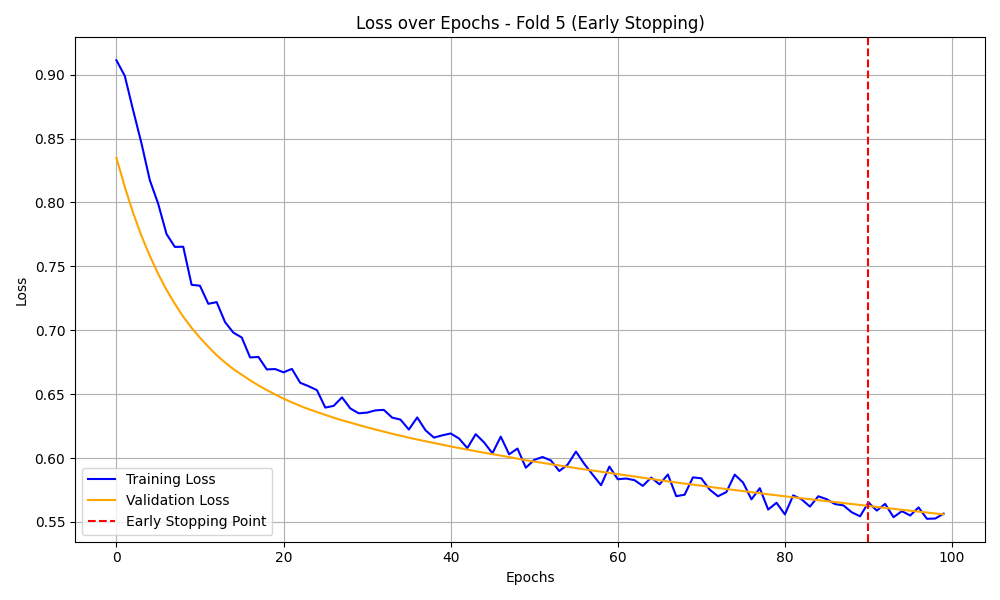 Loss over Epochs - Fold 5 (Early Stopping)
Loss
0.90
0.85
0.80
0.75
0.70
0.65
0.60
0.55
Training Loss
Validation Loss
Early Stopping Point
0 20 40 60 80 100
Epochs